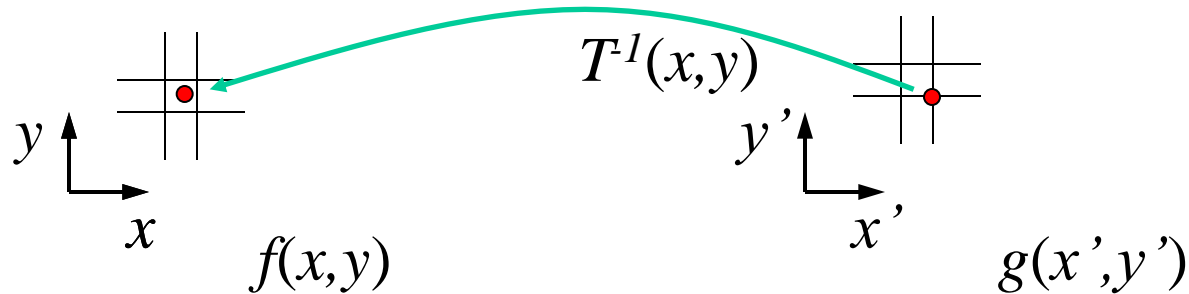 T-1(x,y)
y
y’
x
x’
f(x,y)
g(x’,y’)